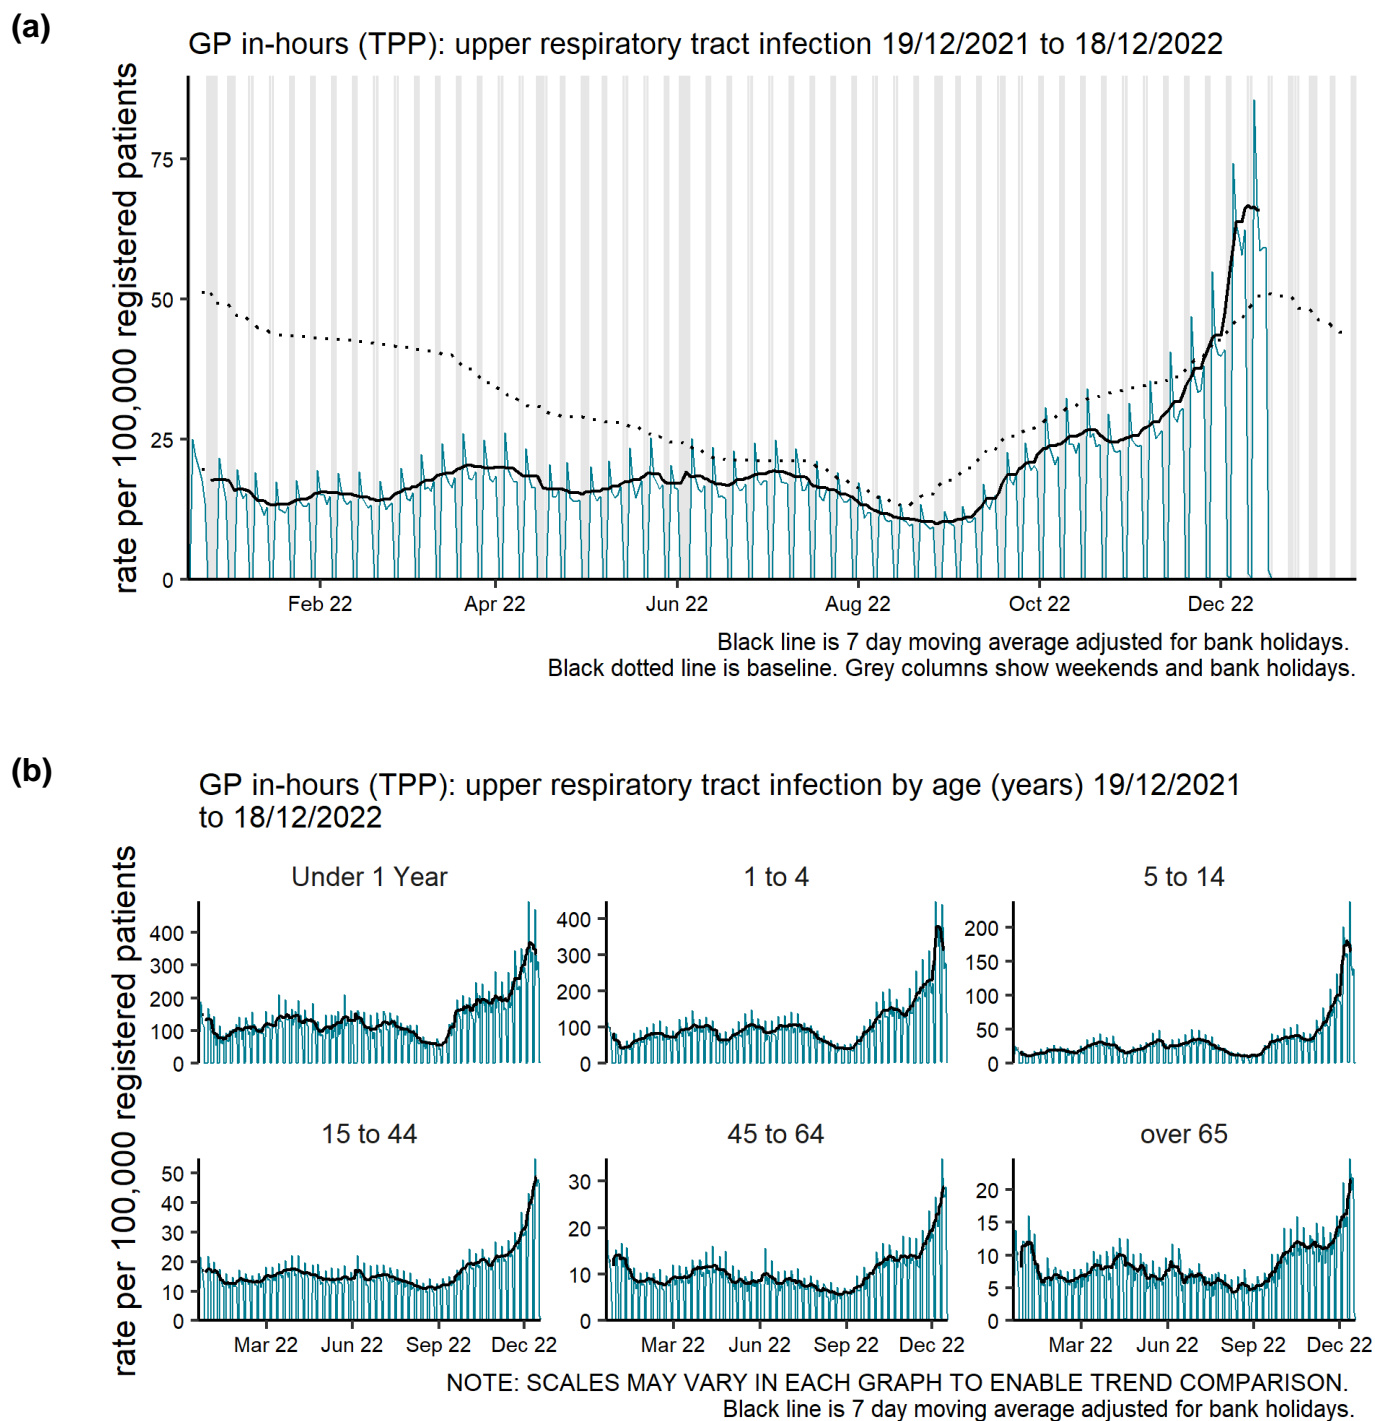 (a)
GP in-hours (TPP): upper respiratory tract infection 19/12/2021 to 18/12/2022
rate per 100,000 registered patients
75
50
25
0
Feb 22
Apr 22
Jun 22
Aug 22
Oct 22
Dec 22
Black line is 7 day moving average adjusted for bank holidays.
Black dotted line is baseline. Grey columns show weekends and bank holidays.
(b)
GP in-hours (TPP): upper respiratory tract infection by age (years) 19/12/2021
to 18/12/2022
rate per 100,000 registered patients
Under 1 Year
400
300
200
100
0
1 to 4
400
300
200
100
0
5 to 14
200
150
100
50
0
15 to 44
50
40
30
20
10
0
Mar 22
Jun 22
Sep 22
Dec 22
45 to 64
30
20
10
0
Mar 22
Jun 22
Sep 22
Dec 22
over 65
20
15
10
5
0
Mar 22
Jun 22
Sep 22
Dec 22
NOTE: SCALES MAY VARY IN EACH GRAPH TO ENABLE TREND COMPARISON.
Black line is 7 day moving average adjusted for bank holidays.